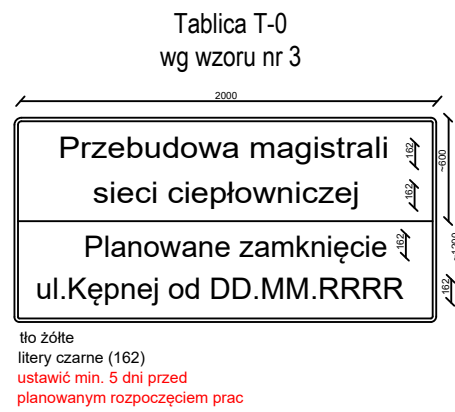 Tablica T-0
wg wzoru nr 3
2000
Przebudowa magistrali
162
~600
sieci ciepłowniczej
162
Planowane zamknięcie
162
~1200
ul.Kępnej od DD.MM.RRRR
162
tło żółte
litery czarne (162)
ustawić min. 5 dni przed
planowanym rozpoczęciem prac